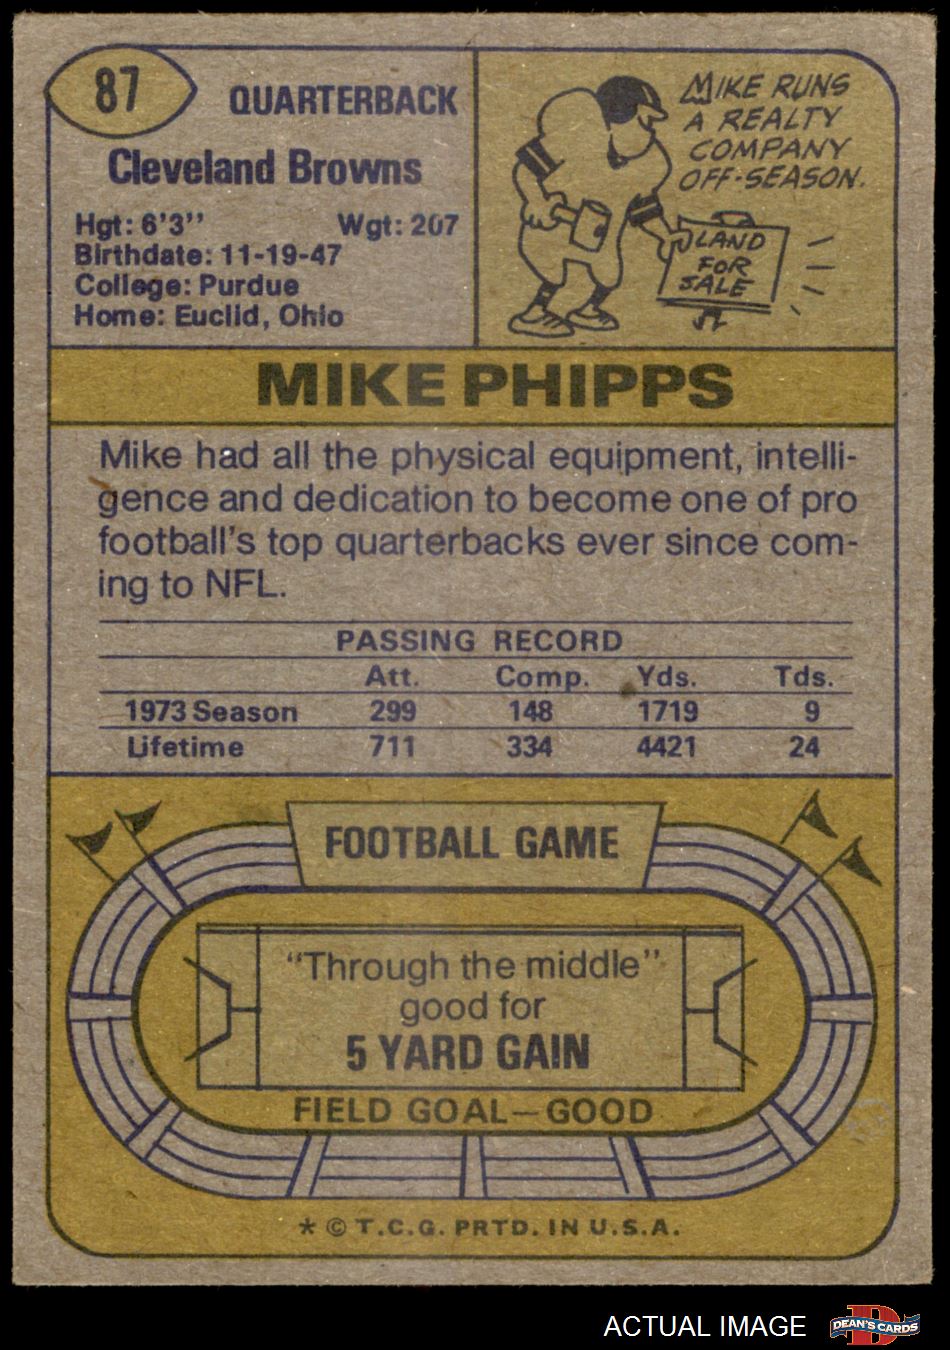 87
QUARTERBACK
Cleveland Browns
Hgt: 6'3''
Wgt: 207
Birthdate: 11-19-47
College: Purdue
Home: Euclid, Ohio
MIKE RUNS
A REALTY
COMPANY
OFF-SEASON.
LAND
FOR
SALE
MIKE PHIPPS
Mike had all the physical equipment, intelli-
gence and dedication to become one of pro
football's top quarterbacks ever since com-
ing to NFL.
PASSING RECORD
Att. Comp. Yds. Tds.
1973 Season 299 148 1719 9
Lifetime 711 334 4421 24
FOOTBALL GAME
"Through the middle"
good for
5 YARD GAIN
FIELD GOAL—GOOD
* © T.C.G. PRTD. IN U.S.A.
ACTUAL IMAGE
DEAN'S CARDS